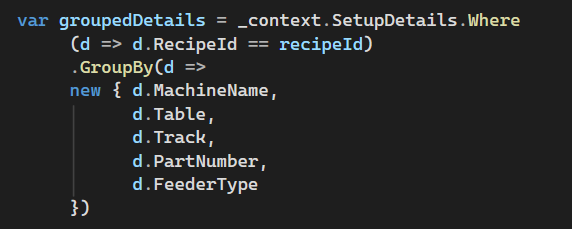 var groupedDetails = _context.SetupDetails.Where
(d => d.RecipeId == recipeId)
.GroupBy(d =>
new { d.MachineName,
d.Table,
d.Track,
d.PartNumber,
d.FeederType
})